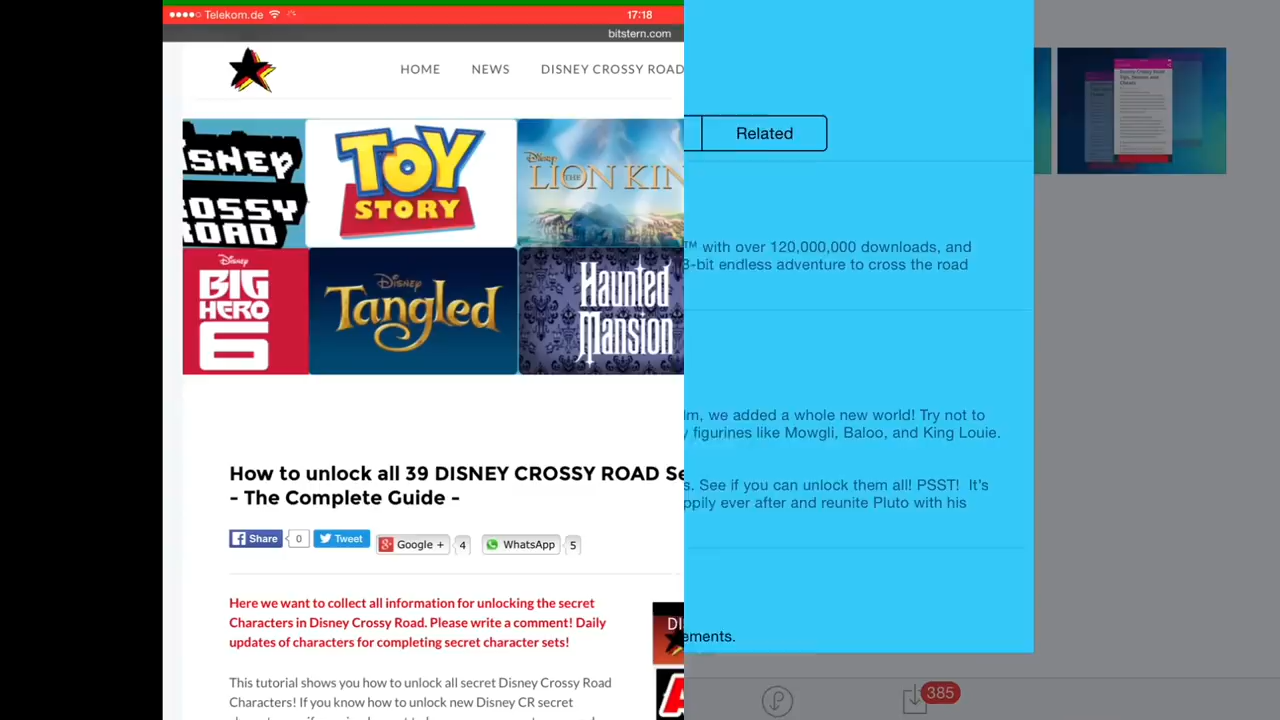 Telekom.de
17:18
bitstern.com
HOME NEWS DISNEY CROSSY ROAD
ISNEY
OSSY
ROAD
TOY
STORY
Disney
THE LION KIN
Disney
BIG
HERO
6
Disney
Tangled
Haunted
Mansion
How to unlock all 39 DISNEY CROSSY ROAD Se
- The Complete Guide -
Share 0 Tweet Google + 4 WhatsApp 5
Here we want to collect all information for unlocking the secret
Characters in Disney Crossy Road. Please write a comment! Daily
updates of characters for completing secret character sets!
This tutorial shows you how to unlock all secret Disney Crossy Road
Characters! If you know how to unlock new Disney CR secret
DI
Related
™ with over 120,000,000 downloads, and
8-bit endless adventure to cross the road
lm, we added a whole new world! Try not to
y figurines like Mowgli, Baloo, and King Louie.
s. See if you can unlock them all! PSST! It's
ppily ever after and reunite Pluto with his
ements.
385